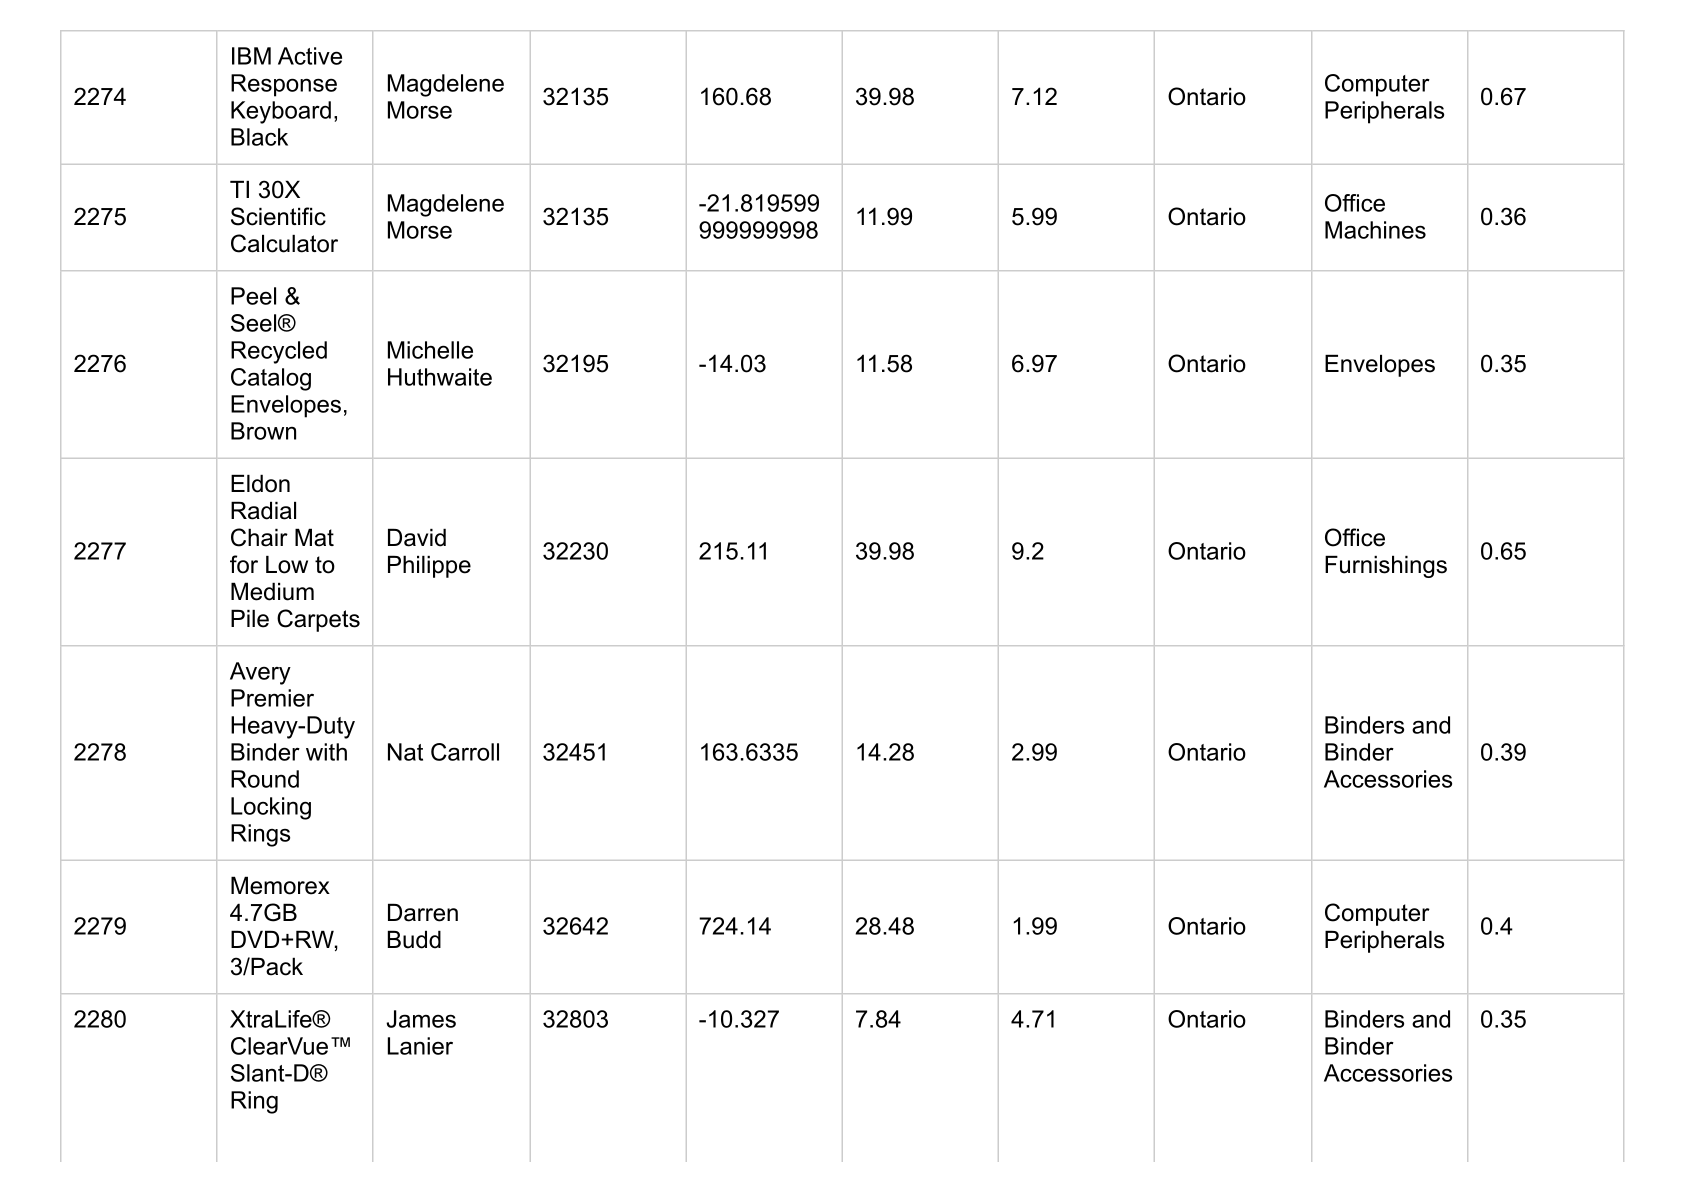 2274
IBM Active
Response
Keyboard,
Black
Magdelene
Morse
32135
160.68
39.98
7.12
Ontario
Computer
Peripherals
0.67
2275
TI 30X
Scientific
Calculator
Magdelene
Morse
32135
-21.819599
999999998
11.99
5.99
Ontario
Office
Machines
0.36
2276
Peel &
Seel®
Recycled
Catalog
Envelopes,
Brown
Michelle
Huthwaite
32195
-14.03
11.58
6.97
Ontario
Envelopes
0.35
2277
Eldon
Radial
Chair Mat
for Low to
Medium
Pile Carpets
David
Philippe
32230
215.11
39.98
9.2
Ontario
Office
Furnishings
0.65
2278
Avery
Premier
Heavy-Duty
Binder with
Round
Locking
Rings
Nat Carroll
32451
163.6335
14.28
2.99
Ontario
Binders and
Binder
Accessories
0.39
2279
Memorex
4.7GB
DVD+RW,
3/Pack
Darren
Budd
32642
724.14
28.48
1.99
Ontario
Computer
Peripherals
0.4
2280
XtraLife®
ClearVue™
Slant-D®
Ring
James
Lanier
32803
-10.327
7.84
4.71
Ontario
Binders and
Binder
Accessories
0.35